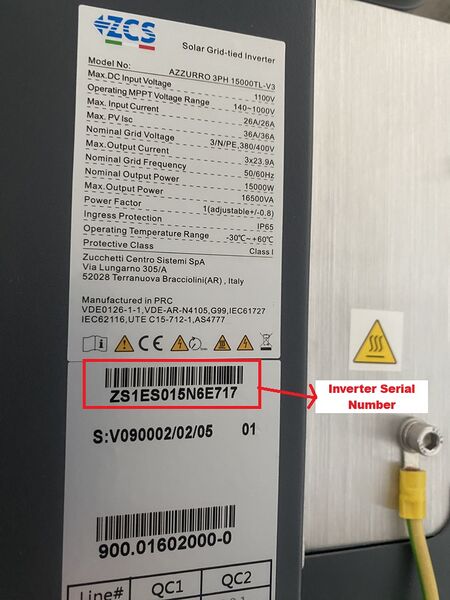 ZCS
Solar Grid-tied Inverter
Model No: AZZURRO 3PH 15000TL-V3
Max.DC Input Voltage 1100V
Operating MPPT Voltage Range 140~1000V
Max. Input Current 26A/26A
Max. PV Isc 36A/36A
Nominal Grid Voltage 3/N/PE,380/400V
Max.Output Current 3x23.9A
Nominal Grid Frequency 50/60Hz
Nominal Output Power 15000W
Max.Output Power 16500VA
Power Factor 1(adjustable+/-0.8)
Ingress Protection IP65
Operating Temperature Range -30℃~+60℃
Protective Class Class I
Zucchetti Centro Sistemi SpA
Via Lungarno 305/A
52028 Terranuova Bracciolini(AR) , Italy
Manufactured in PRC
VDE0126-1-1,VDE-AR-N4105,G99,IEC61727
IEC62116, UTE C15-712-1, AS4777
CE
ZS1ES015N6E717
Inverter Serial
Number
S:V090002/02/05 01
900.01602000-0
Line# QC1 QC2